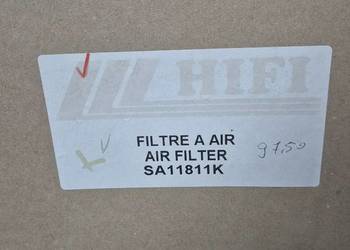 HIFI
FILTRE A AIR
AIR FILTER
SA11811K
97,50